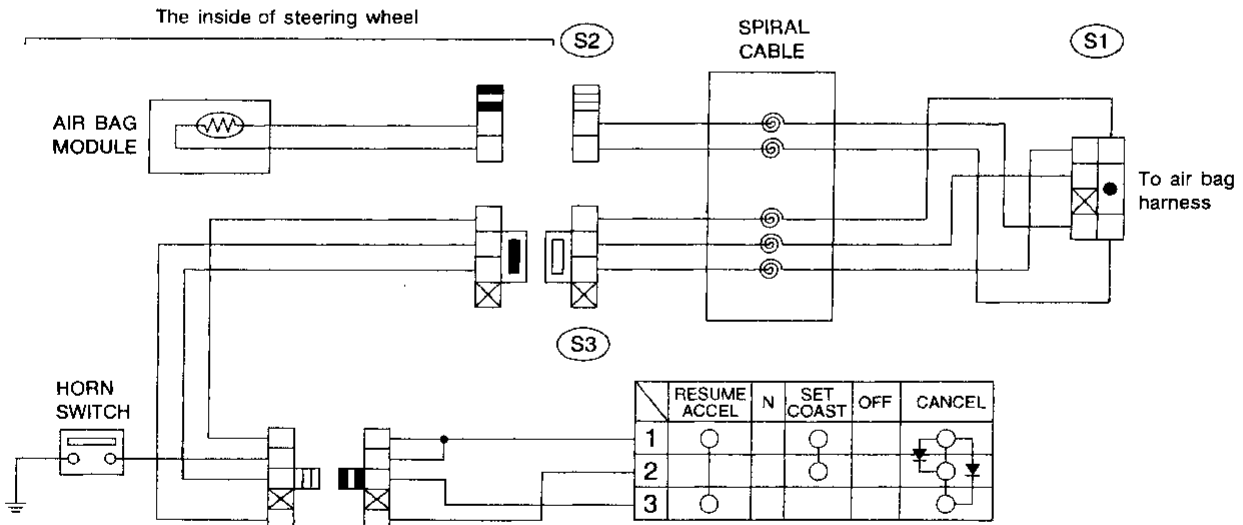 The inside of steering wheel
S2
SPIRAL
CABLE
S1
AIR BAG
MODULE
To air bag
harness
S3
HORN
SWITCH
RESUME
ACCEL
N
SET
COAST
OFF
CANCEL
1
2
3